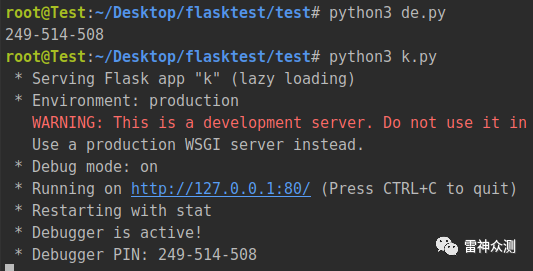 root@Test:~/Desktop/flasktest/test# python3 de.py
249-514-508
root@Test:~/Desktop/flasktest/test# python3 k.py
* Serving Flask app "k" (lazy loading)
* Environment: production
WARNING: This is a development server. Do not use it in
Use a production WSGI server instead.
* Debug mode: on
* Running on http://127.0.0.1:80/ (Press CTRL+C to quit)
* Restarting with stat
* Debugger is active!
* Debugger PIN: 249-514-508
雷神众测